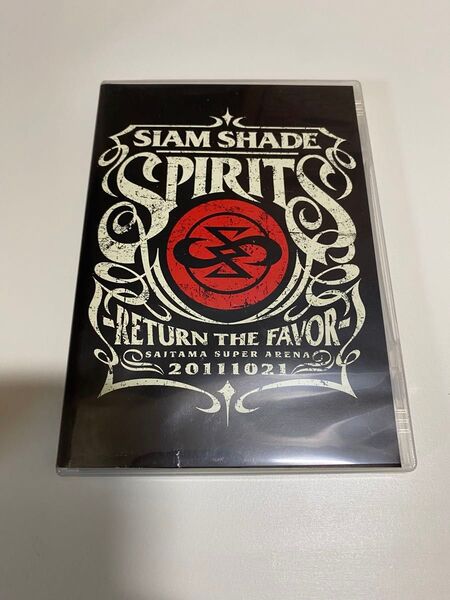 SIAM SHADE
SPIRITS
-RETURN THE FAVOR-
SAITAMA SUPER ARENA
20111021